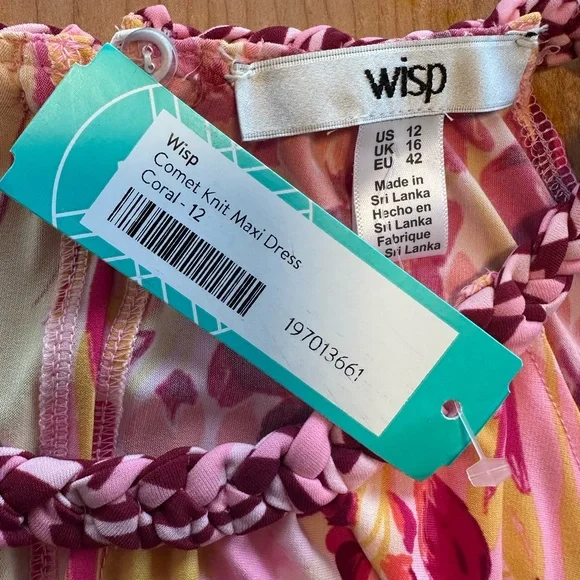 wisp
US 12
UK 16
EU 42
Made in
Sri Lanka
Hecho en
Sri Lanka
Fabrique
Sri Lanka
Wisp
Comet Knit Maxi Dress
Coral - 12
197013661